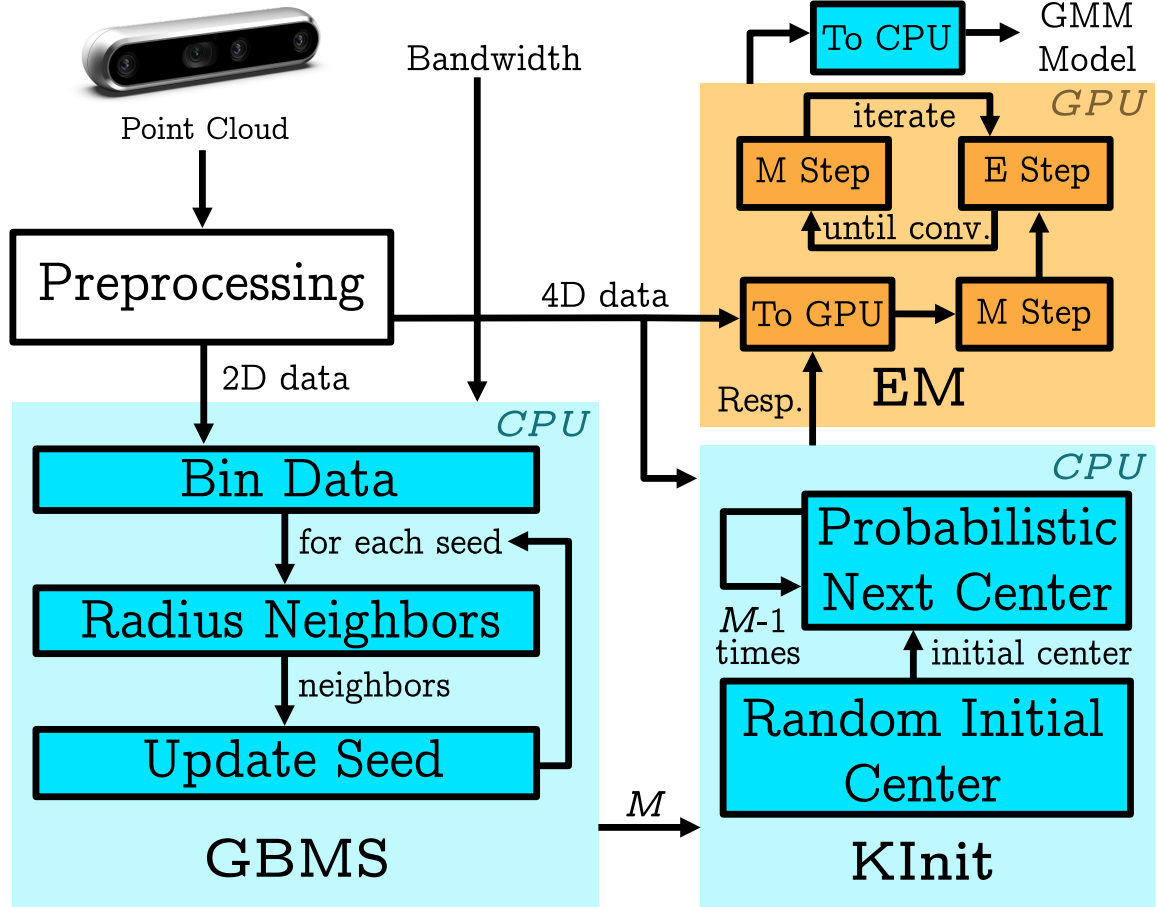 Bandwidth
Point Cloud
Preprocessing
4D data
2D data
CPU
Bin Data
for each seed
Radius Neighbors
neighbors
Update Seed
GBMS
M
To CPU
GMM
Model
GPU
iterate
M Step
E Step
until conv.
To GPU
M Step
EM
Resp.
CPU
Probabilistic
Next Center
M-1
times
initial center
Random Initial
Center
KInit